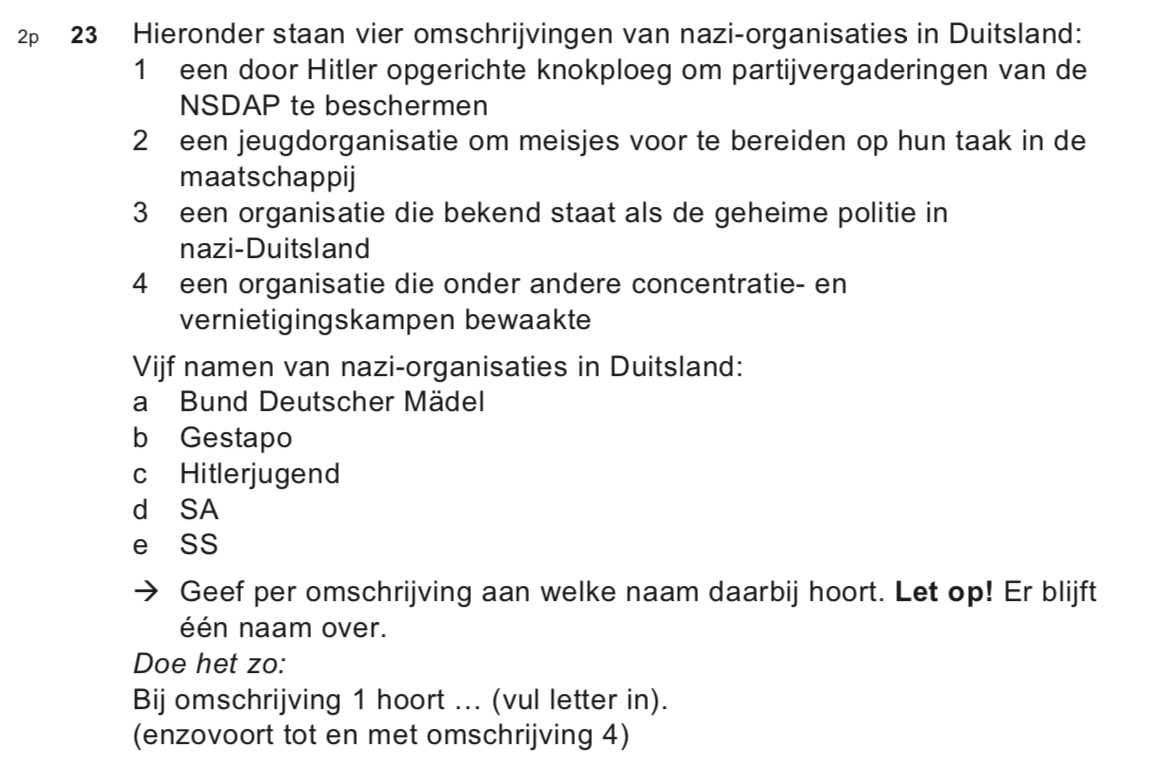 2p 23 Hieronder staan vier omschrijvingen van nazi-organisaties in Duitsland:
1 een door Hitler opgerichte knokploeg om partijvergaderingen van de
NSDAP te beschermen
2 een jeugdorganisatie om meisjes voor te bereiden op hun taak in de
maatschappij
3 een organisatie die bekend staat als de geheime politie in
nazi-Duitsland
4 een organisatie die onder andere concentratie- en
vernietigingskampen bewaakte
Vijf namen van nazi-organisaties in Duitsland:
a Bund Deutscher Mädel
b Gestapo
c Hitlerjugend
d SA
e SS
→ Geef per omschrijving aan welke naam daarbij hoort. Let op! Er blijft
één naam over.
Doe het zo:
Bij omschrijving 1 hoort … (vul letter in).
(enzovoort tot en met omschrijving 4)